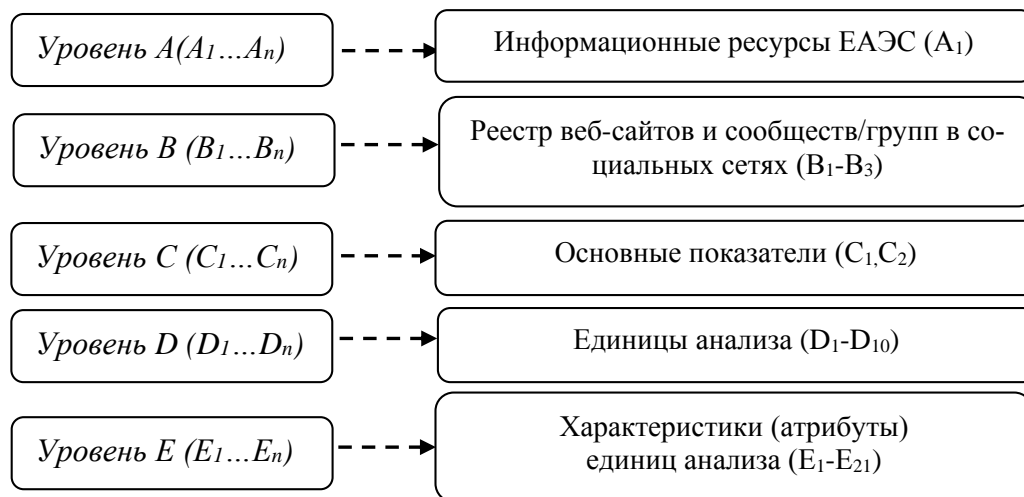 Уровень A(A₁…Aₙ)
Информационные ресурсы ЕАЭС (A₁)
Уровень B (B₁…Bₙ)
Реестр веб-сайтов и сообществ/групп в со-
циальных сетях (B₁-B₃)
Уровень C (C₁…Cₙ)
Основные показатели (C₁,C₂)
Уровень D (D₁…Dₙ)
Единицы анализа (D₁-D₁₀)
Уровень E (E₁…Eₙ)
Характеристики (атрибуты)
единиц анализа (E₁-E₂₁)